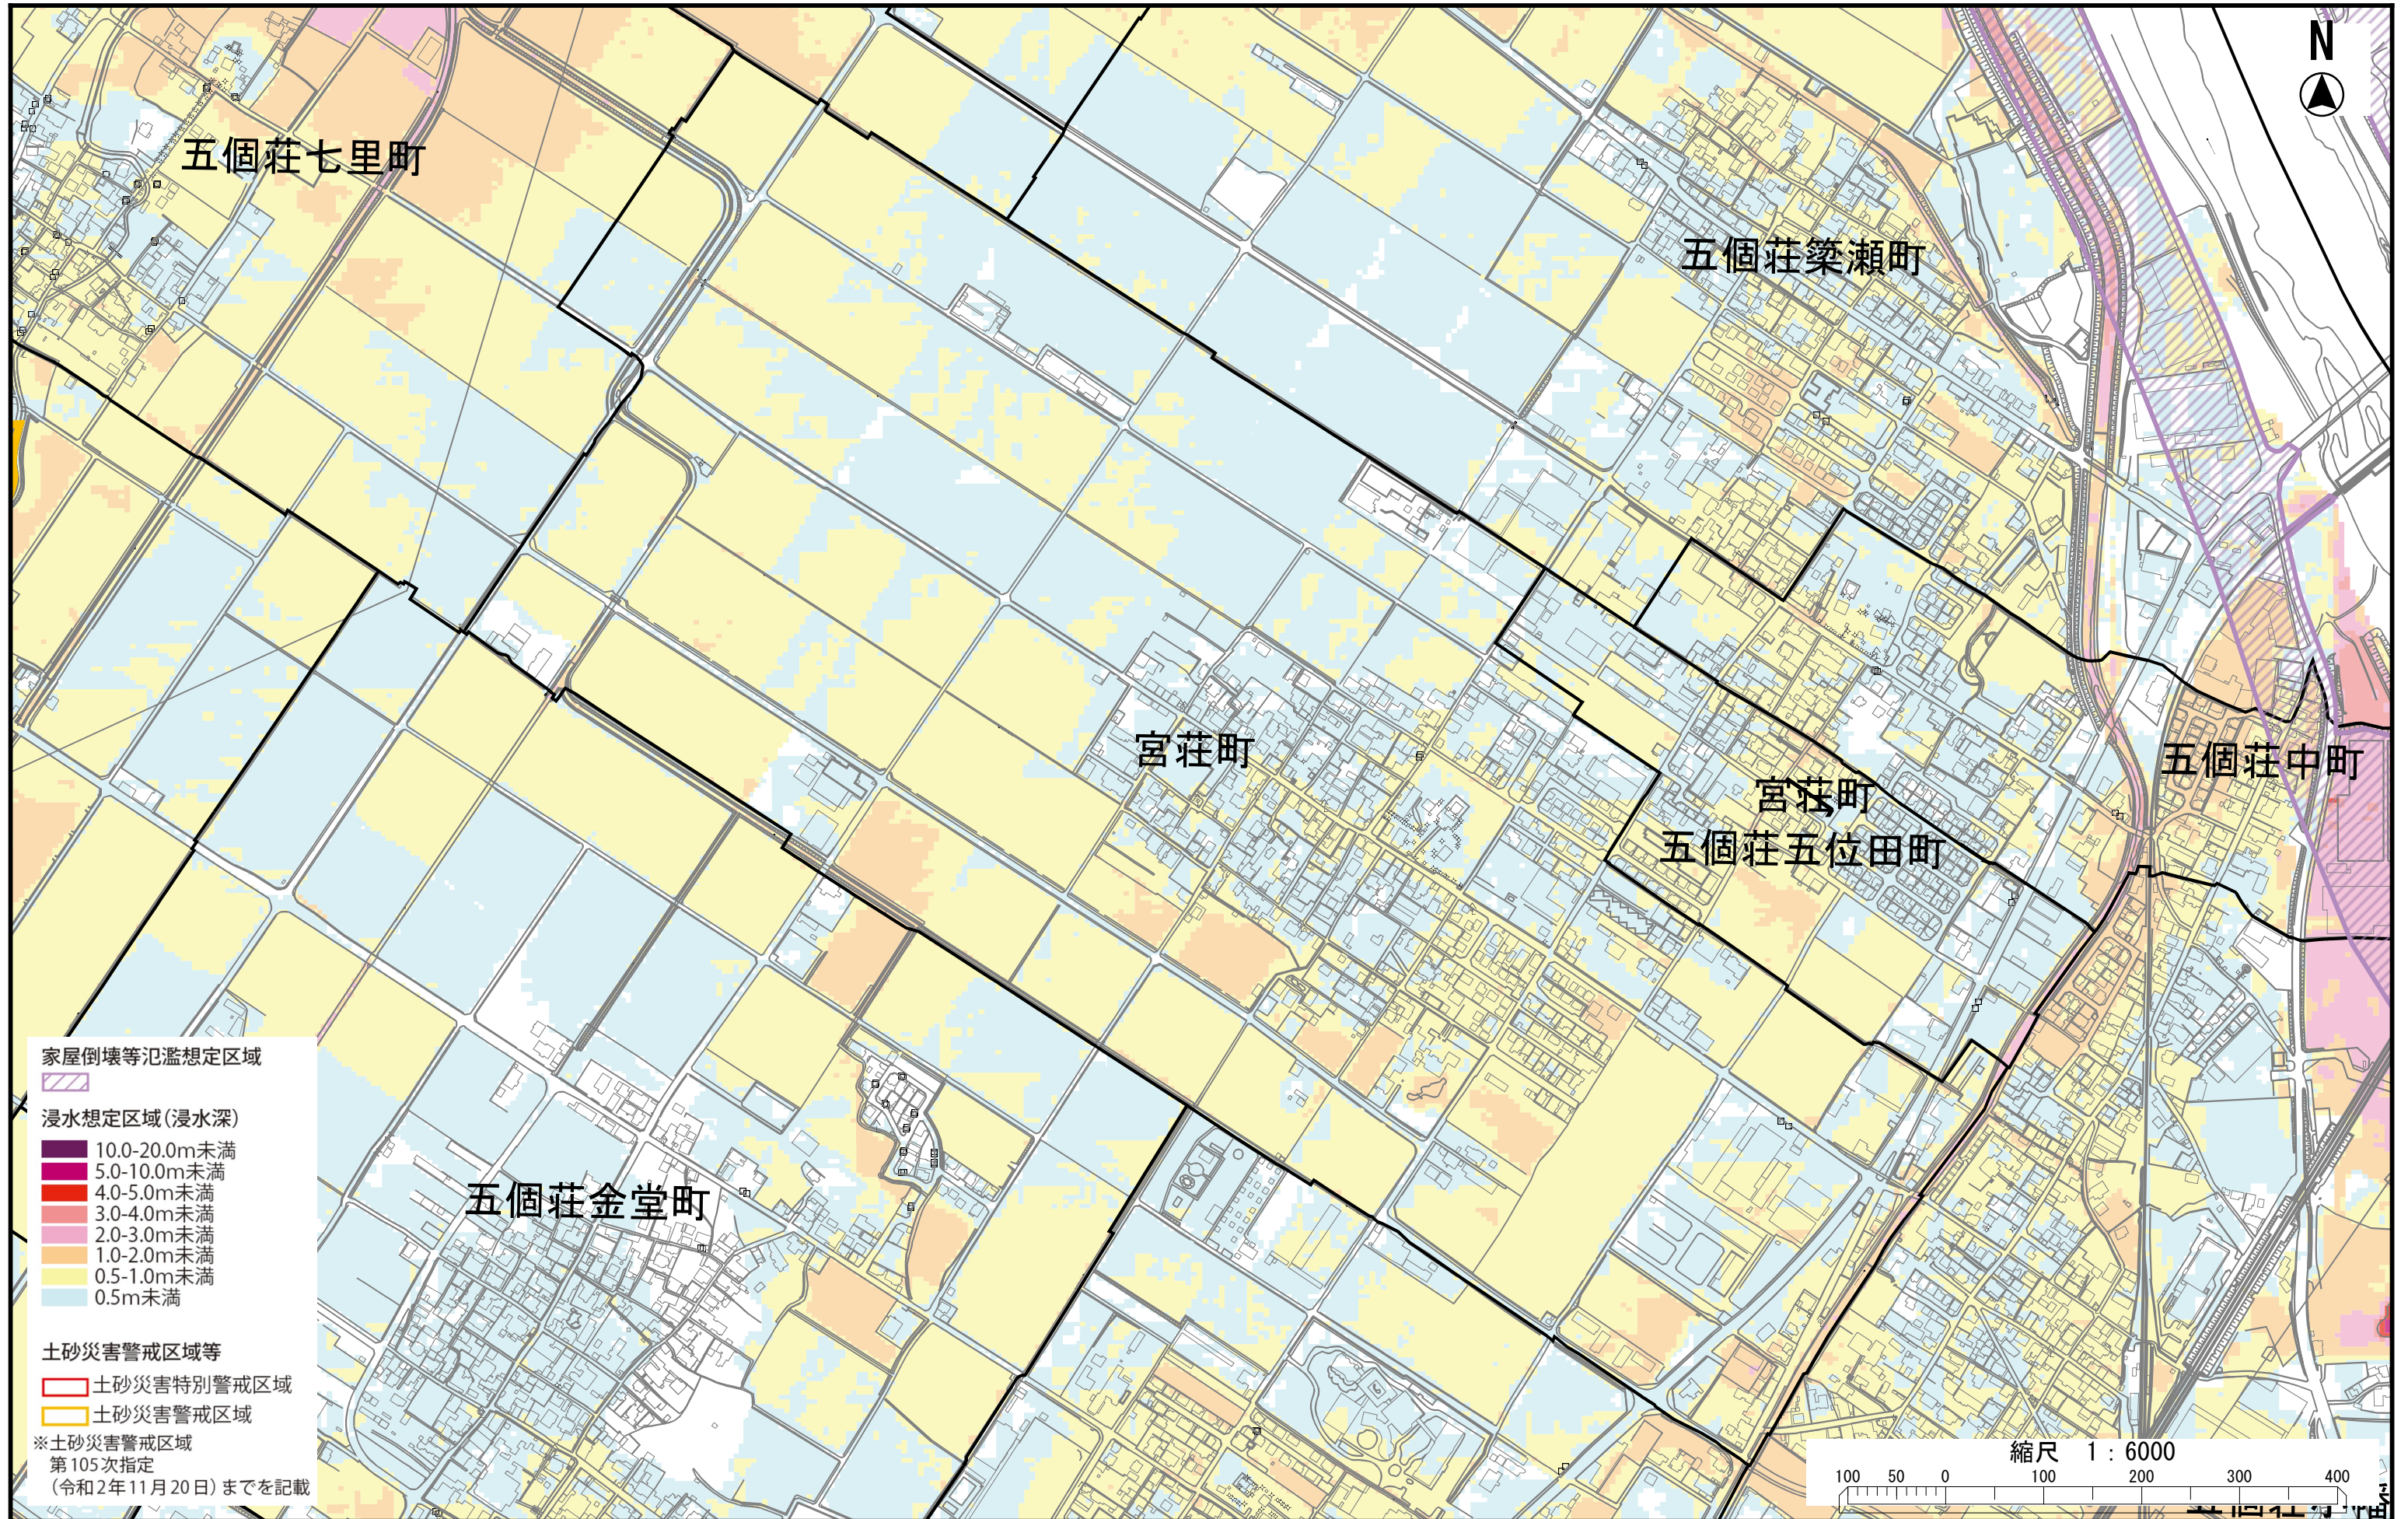 N
五個荘七里町
五個荘簗瀬町
宮荘町
五個荘中町
宮荘町
五個荘五位田町
五個荘金堂町
家屋倒壊等氾濫想定区域
浸水想定区域(浸水深)
10.0-20.0m未満
5.0-10.0m未満
4.0-5.0m未満
3.0-4.0m未満
2.0-3.0m未満
1.0-2.0m未満
0.5-1.0m未満
0.5m未満
土砂災害警戒区域等
土砂災害特別警戒区域
土砂災害警戒区域
※土砂災害警戒区域
第105次指定
(令和2年11月20日)までを記載
縮尺 1:6000
100 50 0 100 200 300 400